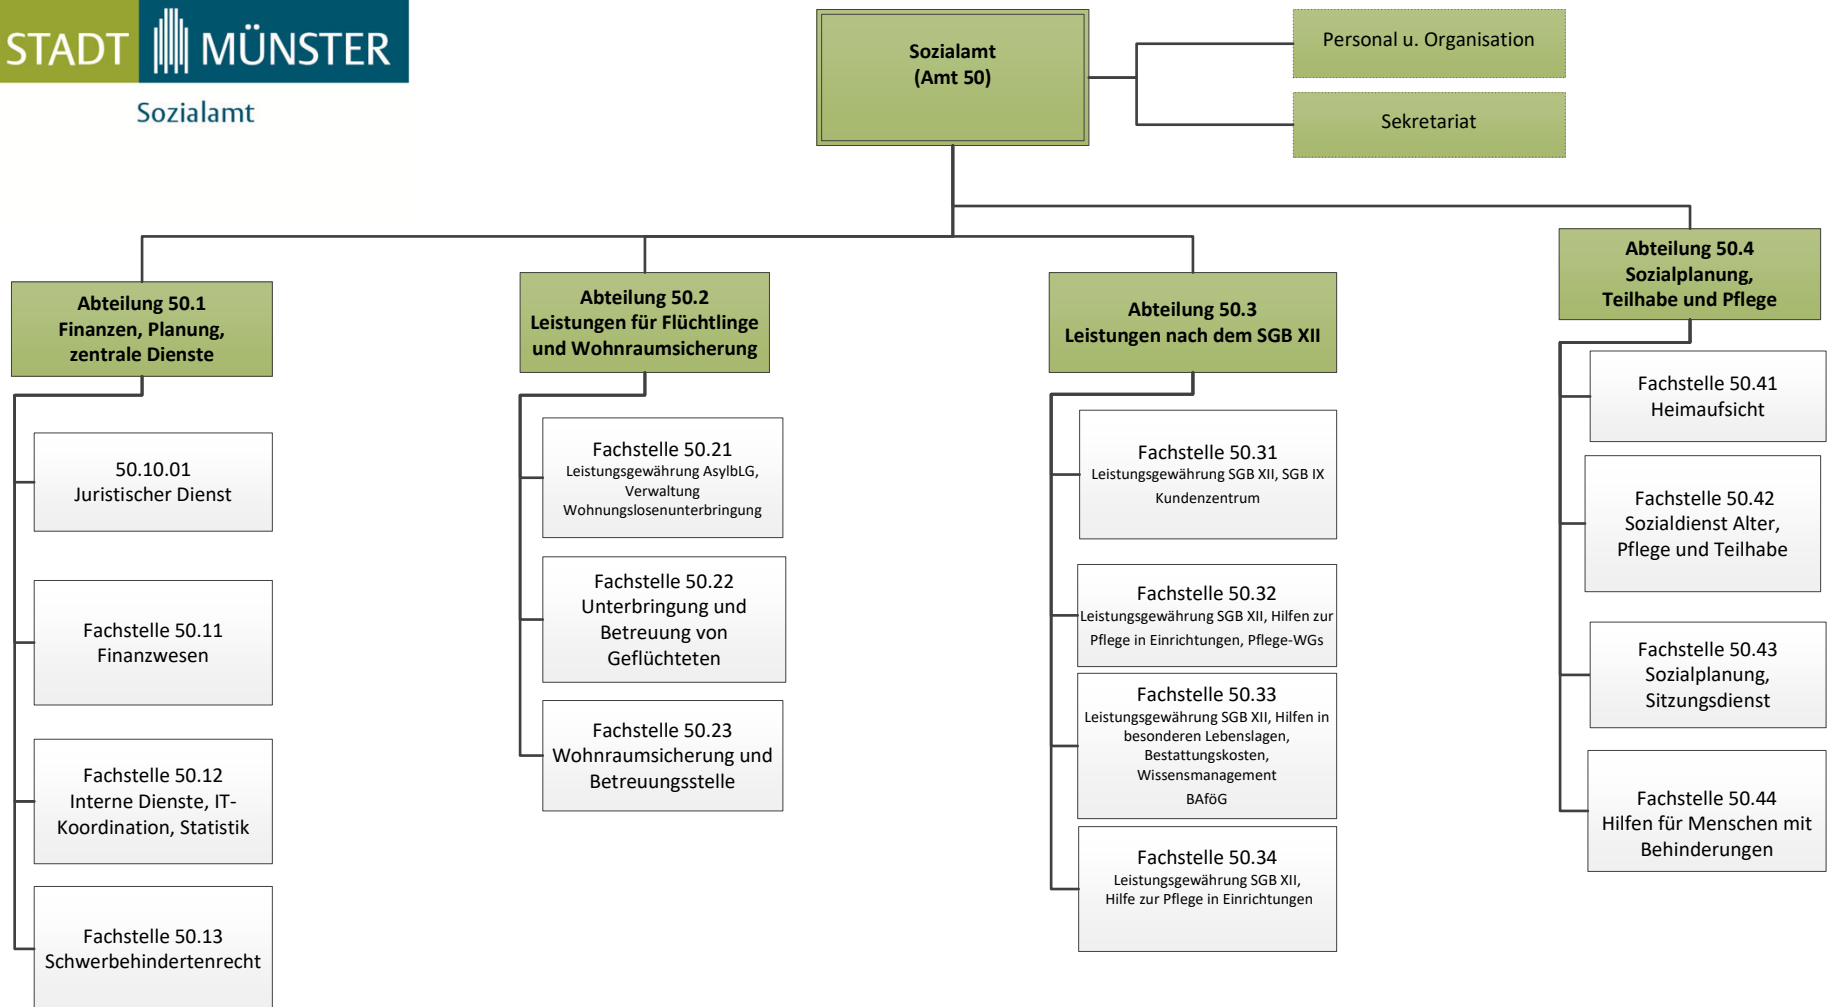 STADT MÜNSTER
Sozialamt
Sozialamt
(Amt 50)
Personal u. Organisation
Sekretariat
Abteilung 50.1
Finanzen, Planung,
zentrale Dienste
50.10.01
Juristischer Dienst
Fachstelle 50.11
Finanzwesen
Fachstelle 50.12
Interne Dienste, IT-
Koordination, Statistik
Fachstelle 50.13
Schwerbehindertenrecht
Abteilung 50.2
Leistungen für Flüchtlinge
und Wohnraumsicherung
Fachstelle 50.21
Leistungsgewährung AsylbLG,
Verwaltung
Wohnungslosenunterbringung
Fachstelle 50.22
Unterbringung und
Betreuung von
Geflüchteten
Fachstelle 50.23
Wohnraumsicherung und
Betreuungsstelle
Abteilung 50.3
Leistungen nach dem SGB XII
Fachstelle 50.31
Leistungsgewährung SGB XII, SGB IX
Kundenzentrum
Fachstelle 50.32
Leistungsgewährung SGB XII, Hilfen zur
Pflege in Einrichtungen, Pflege-WGs
Fachstelle 50.33
Leistungsgewährung SGB XII, Hilfen in
besonderen Lebenslagen,
Bestattungskosten,
Wissensmanagement
BAföG
Fachstelle 50.34
Leistungsgewährung SGB XII,
Hilfe zur Pflege in Einrichtungen
Abteilung 50.4
Sozialplanung,
Teilhabe und Pflege
Fachstelle 50.41
Heimaufsicht
Fachstelle 50.42
Sozialdienst Alter,
Pflege und Teilhabe
Fachstelle 50.43
Sozialplanung,
Sitzungsdienst
Fachstelle 50.44
Hilfen für Menschen mit
Behinderungen